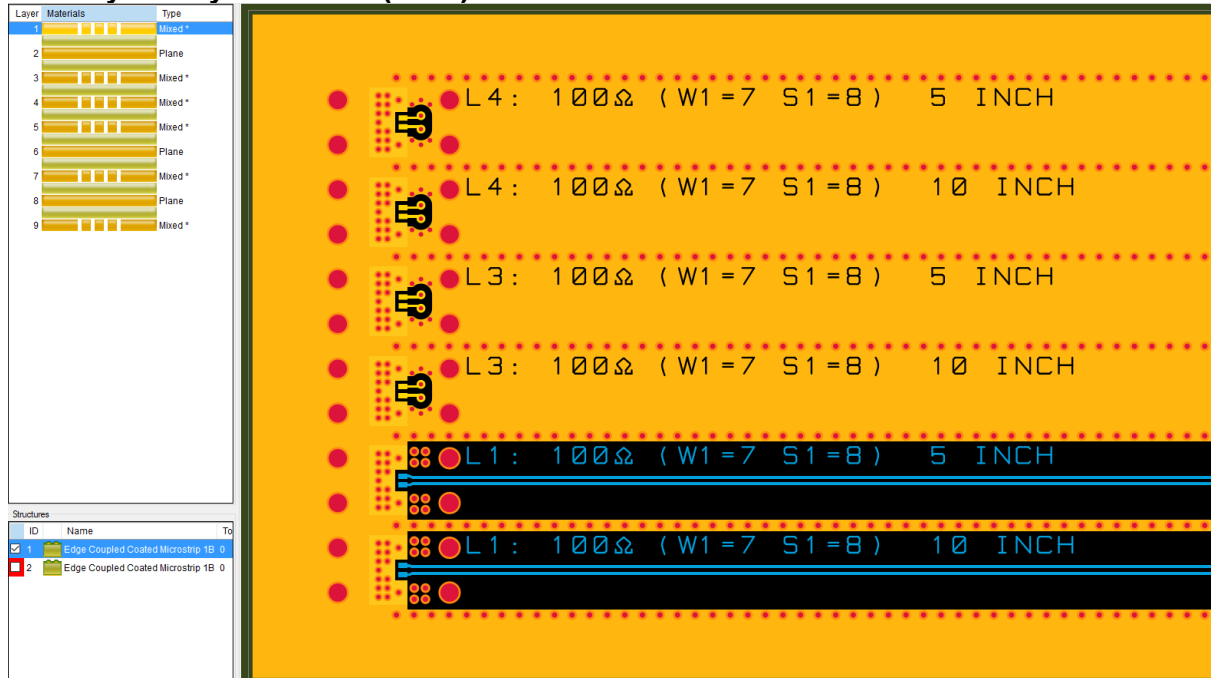 Layer Materials Type
1 Mixed *
2 Plane
3 Mixed *
4 Mixed *
5 Mixed *
6 Plane
7 Mixed *
8 Plane
9 Mixed *
Structures
ID Name To
1 Edge Coupled Coated Microstrip 1B 0
2 Edge Coupled Coated Microstrip 1B 0
L4: 100Ω (W1=7 S1=8) 5 INCH
L4: 100Ω (W1=7 S1=8) 10 INCH
L3: 100Ω (W1=7 S1=8) 5 INCH
L3: 100Ω (W1=7 S1=8) 10 INCH
L1: 100Ω (W1=7 S1=8) 5 INCH
L1: 100Ω (W1=7 S1=8) 10 INCH